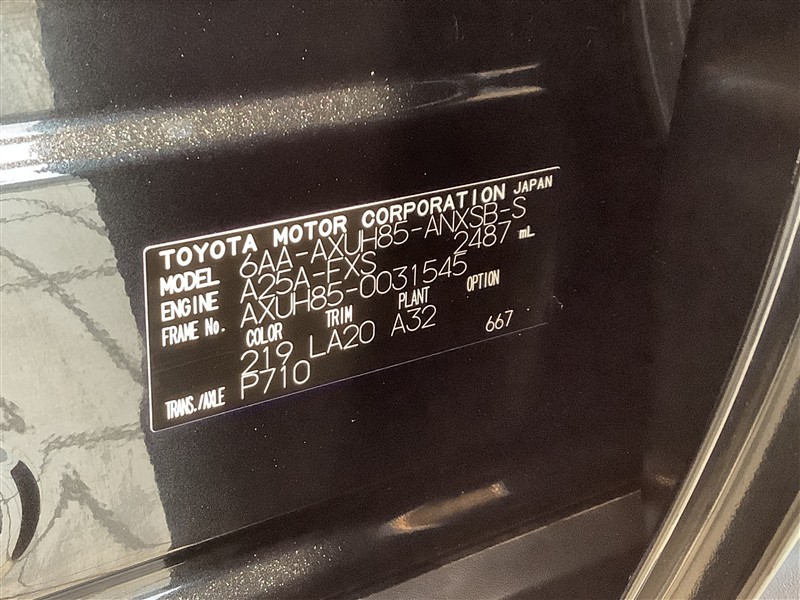 TOYOTA MOTOR CORPORATION JAPAN
MODEL 6AA-AXUH85-ANXSB-S
ENGINE A25A-FXS 2487 mL
FRAME No. AXUH85-0031545
COLOR TRIM PLANT OPTION
219 LA20 A32 667
TRANS./AXLE P710